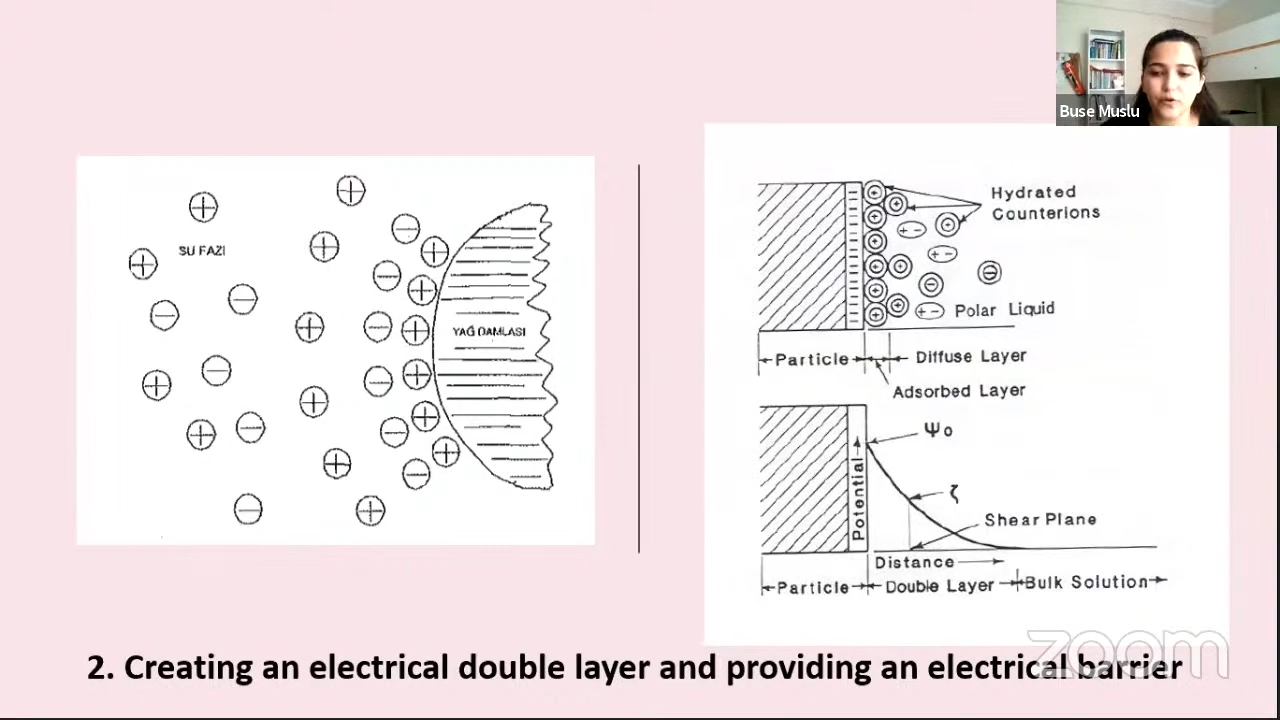 Buse Muslu
SU FAZI
YAĞ DAMLASI
Hydrated
Counterions
Polar Liquid
Particle
Diffuse Layer
Adsorbed Layer
Ψo
ζ
Potential
Shear Plane
Distance
Particle
Double Layer
Bulk Solution
zoom
2. Creating an electrical double layer and providing an electrical barrier